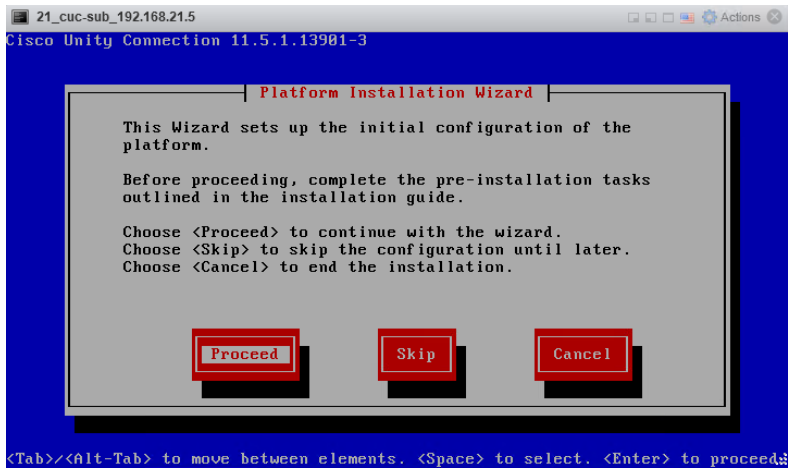 21_cuc-sub_192.168.21.5
Actions
Cisco Unity Connection 11.5.1.13901-3
Platform Installation Wizard
This Wizard sets up the initial configuration of the
platform.
Before proceeding, complete the pre-installation tasks
outlined in the installation guide.
Choose <Proceed> to continue with the wizard.
Choose <Skip> to skip the configuration until later.
Choose <Cancel> to end the installation.
Proceed
Skip
Cancel
<Tab>/<Alt-Tab> to move between elements. <Space> to select. <Enter> to proceed.